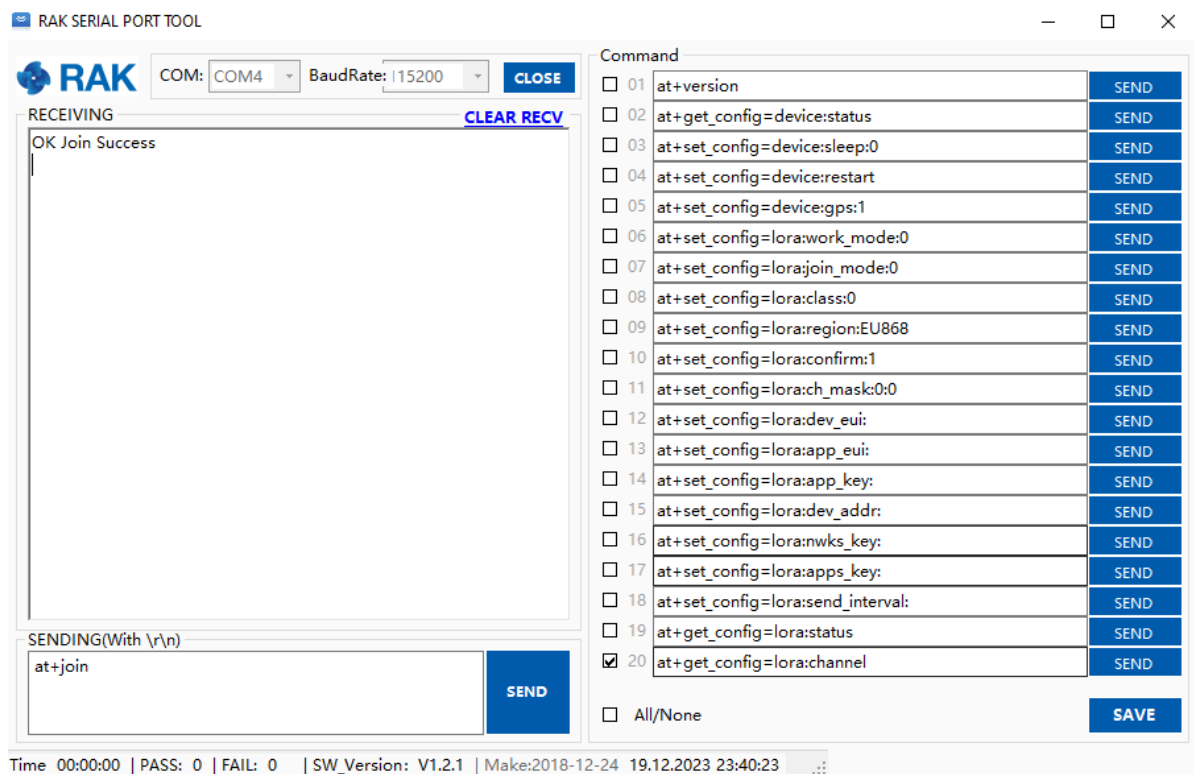 RAK SERIAL PORT TOOL
RAK
COM: COM4 BaudRate: 115200 CLOSE
RECEIVING CLEAR RECV
OK Join Success
SENDING(With \r\n)
at+join
SEND
Command
01 at+version SEND
02 at+get_config=device:status SEND
03 at+set_config=device:sleep:0 SEND
04 at+set_config=device:restart SEND
05 at+set_config=device:gps:1 SEND
06 at+set_config=lora:work_mode:0 SEND
07 at+set_config=lora:join_mode:0 SEND
08 at+set_config=lora:class:0 SEND
09 at+set_config=lora:region:EU868 SEND
10 at+set_config=lora:confirm:1 SEND
11 at+set_config=lora:ch_mask:0:0 SEND
12 at+set_config=lora:dev_eui: SEND
13 at+set_config=lora:app_eui: SEND
14 at+set_config=lora:app_key: SEND
15 at+set_config=lora:dev_addr: SEND
16 at+set_config=lora:nwks_key: SEND
17 at+set_config=lora:apps_key: SEND
18 at+set_config=lora:send_interval: SEND
19 at+get_config=lora:status SEND
20 at+get_config=lora:channel SEND
All/None SAVE
Time 00:00:00 | PASS: 0 | FAIL: 0 | SW_Version: V1.2.1 | Make:2018-12-24 19.12.2023 23:40:23